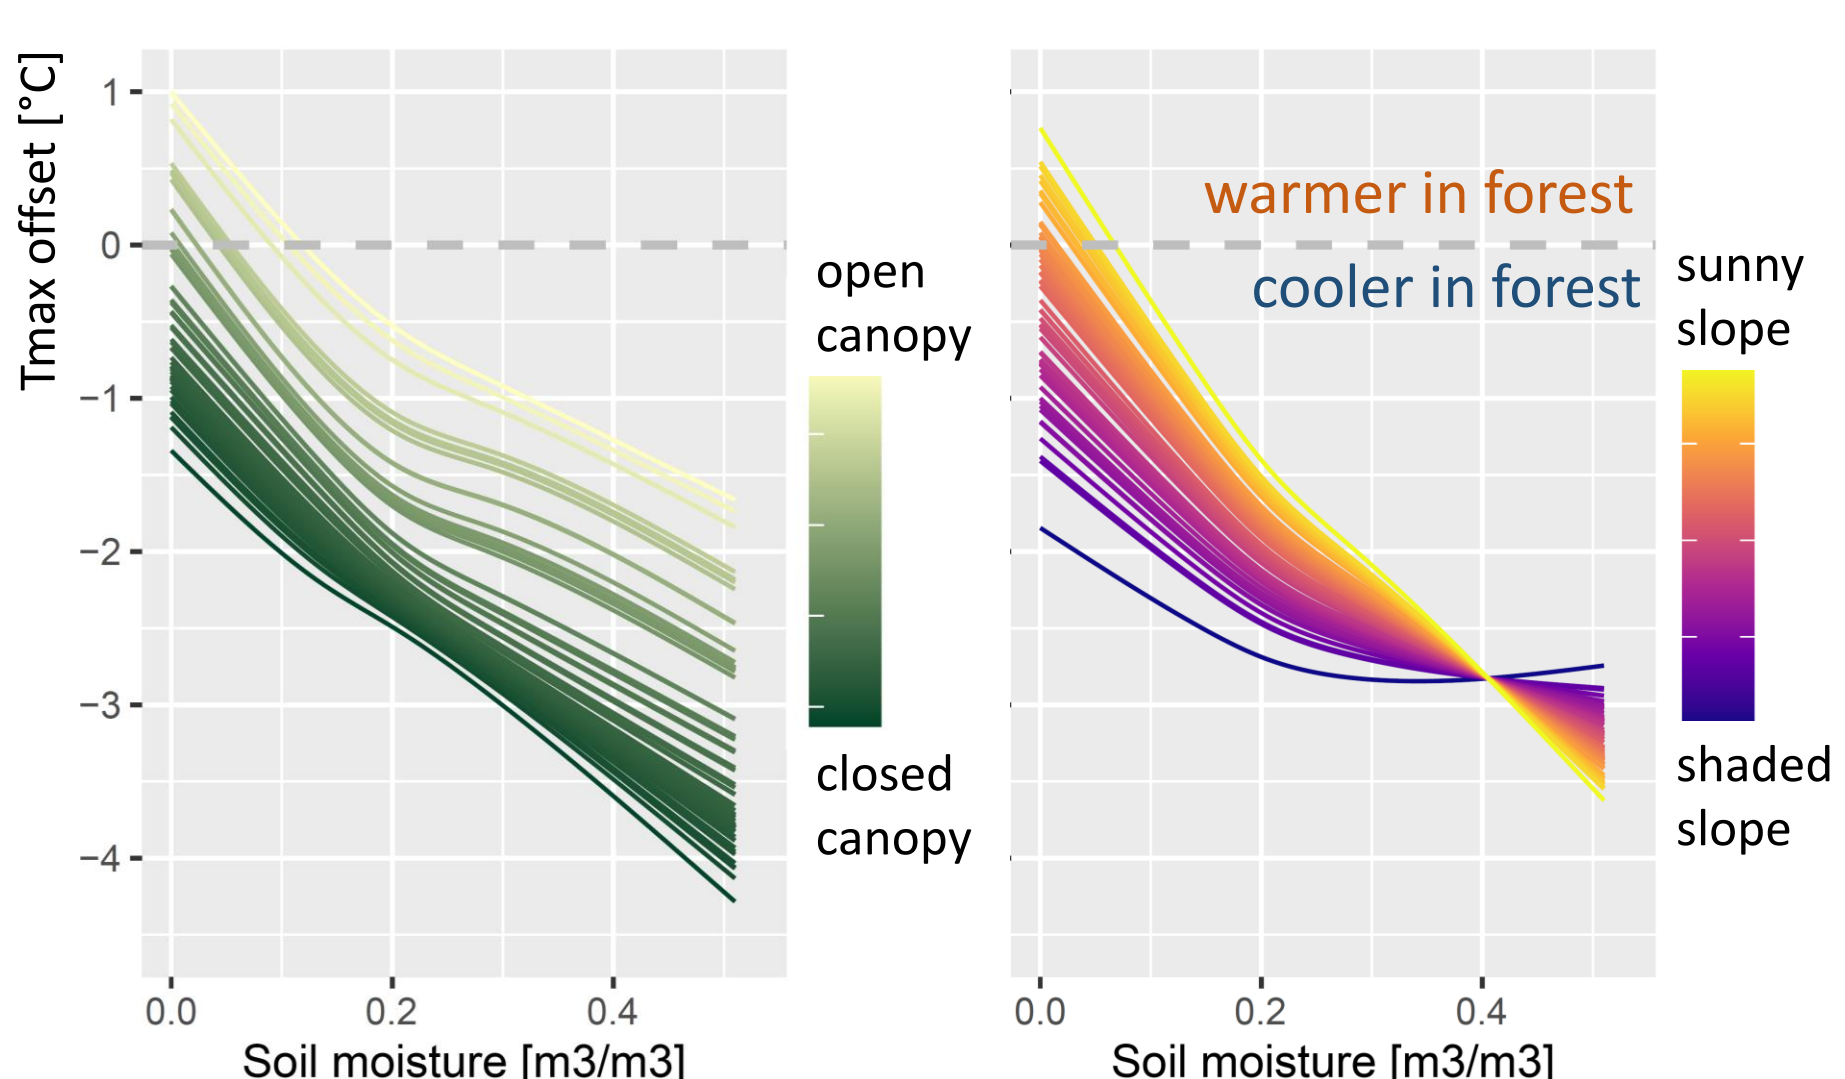 Tmax offset [°C]
1
0
−1
−2
−3
−4
0.0
0.2
0.4
Soil moisture [m3/m3]
open
canopy
closed
canopy
warmer in forest
cooler in forest
0.0
0.2
0.4
Soil moisture [m3/m3]
sunny
slope
shaded
slope